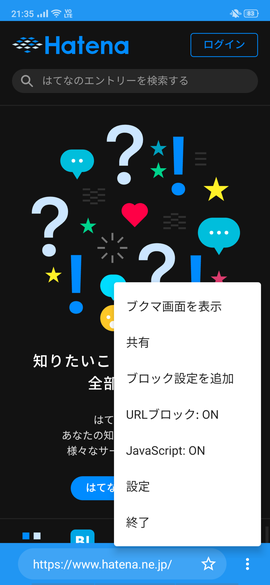 21:35
Hatena
ログイン
はてなのエントリーを検索する
知りたいこ
全部
はて
あなたの知
様々なサー
はてな
B!
ブクマ画面を表示
共有
ブロック設定を追加
URLブロック: ON
JavaScript: ON
設定
終了
https://www.hatena.ne.jp/